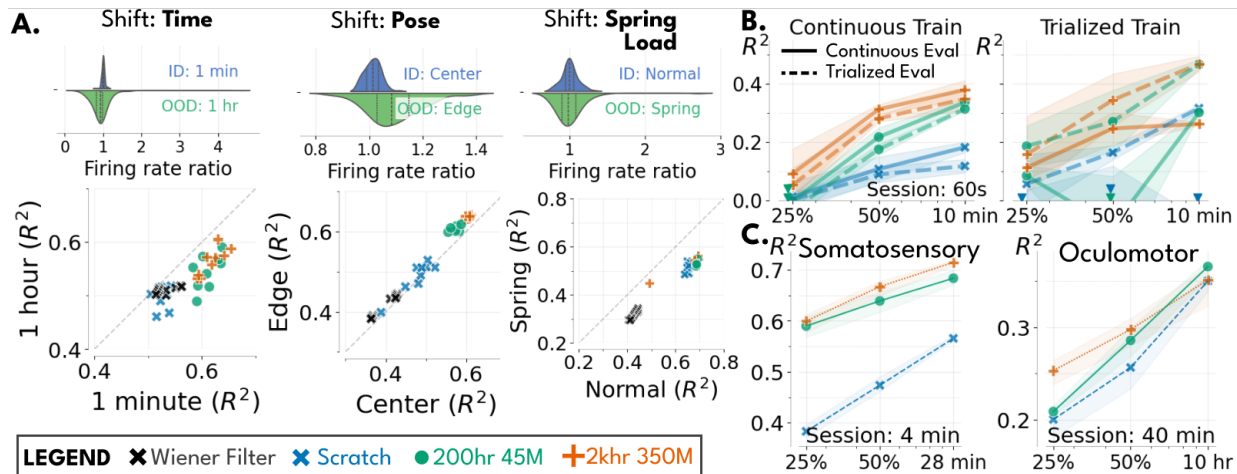 A.
Shift: Time
ID: 1 min
OOD: 1 hr
0 1 2 3 4
Firing rate ratio
Shift: Pose
ID: Center
OOD: Edge
0.8 1.0 1.2 1.4
Firing rate ratio
Shift: Spring
Load
ID: Normal
OOD: Spring
1 2 3
Firing rate ratio
1 hour (R²)
0.6
0.4
0.4 0.6
1 minute (R²)
Edge (R²)
0.6
0.4
0.4 0.6
Center (R²)
Spring (R²)
0.8
0.6
0.4
0.2
0.2 0.4 0.6 0.8
Normal (R²)
B.
Continuous Train
R²
Continuous Eval
Trialized Eval
0.4
0.2
0.0
Session: 60s
25% 50% 10 min
Trialized Train
R²
25% 50% 10 min
C.
R²
Somatosensory
0.7
0.6
0.5
0.4
Session: 4 min
25% 50% 28 min
R²
Oculomotor
0.3
0.2
Session: 40 min
25% 50% 10 hr
LEGEND Wiener Filter Scratch 200hr 45M 2khr 350M